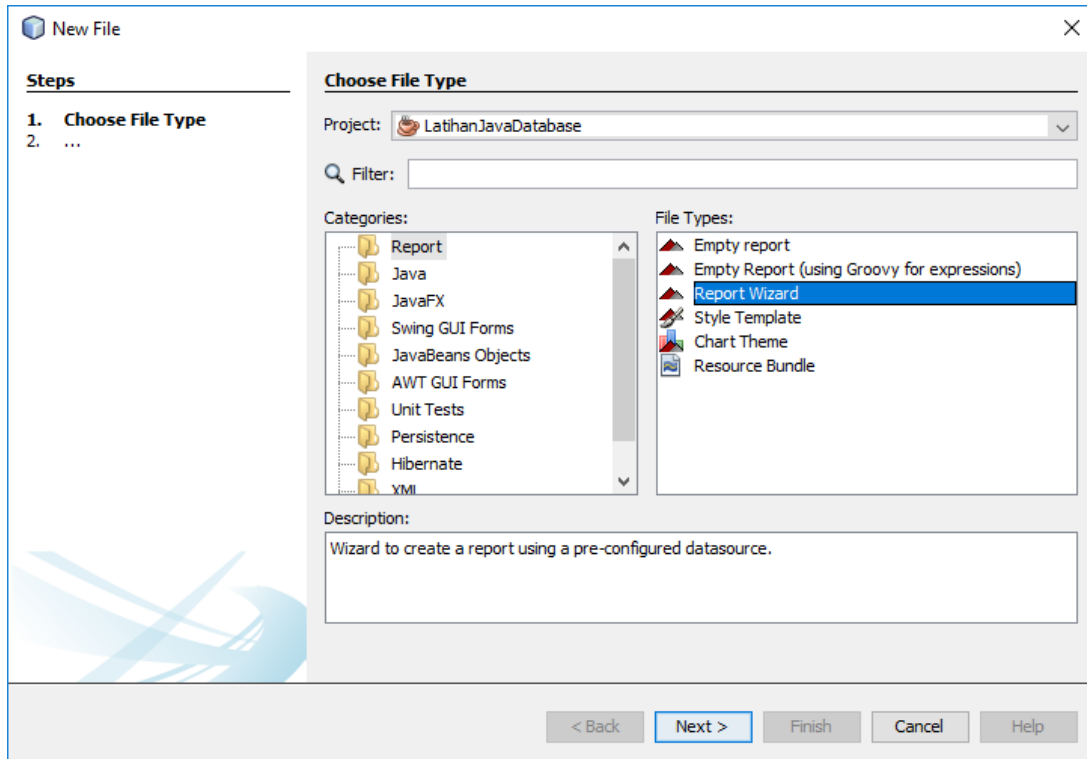 New File
Steps
1. Choose File Type
2. ...
Choose File Type
Project: LatihanJavaDatabase
Filter:
Categories:
Report
Java
JavaFX
Swing GUI Forms
JavaBeans Objects
AWT GUI Forms
Unit Tests
Persistence
Hibernate
XML
File Types:
Empty report
Empty Report (using Groovy for expressions)
Report Wizard
Style Template
Chart Theme
Resource Bundle
Description:
Wizard to create a report using a pre-configured datasource.
< Back Next > Finish Cancel Help